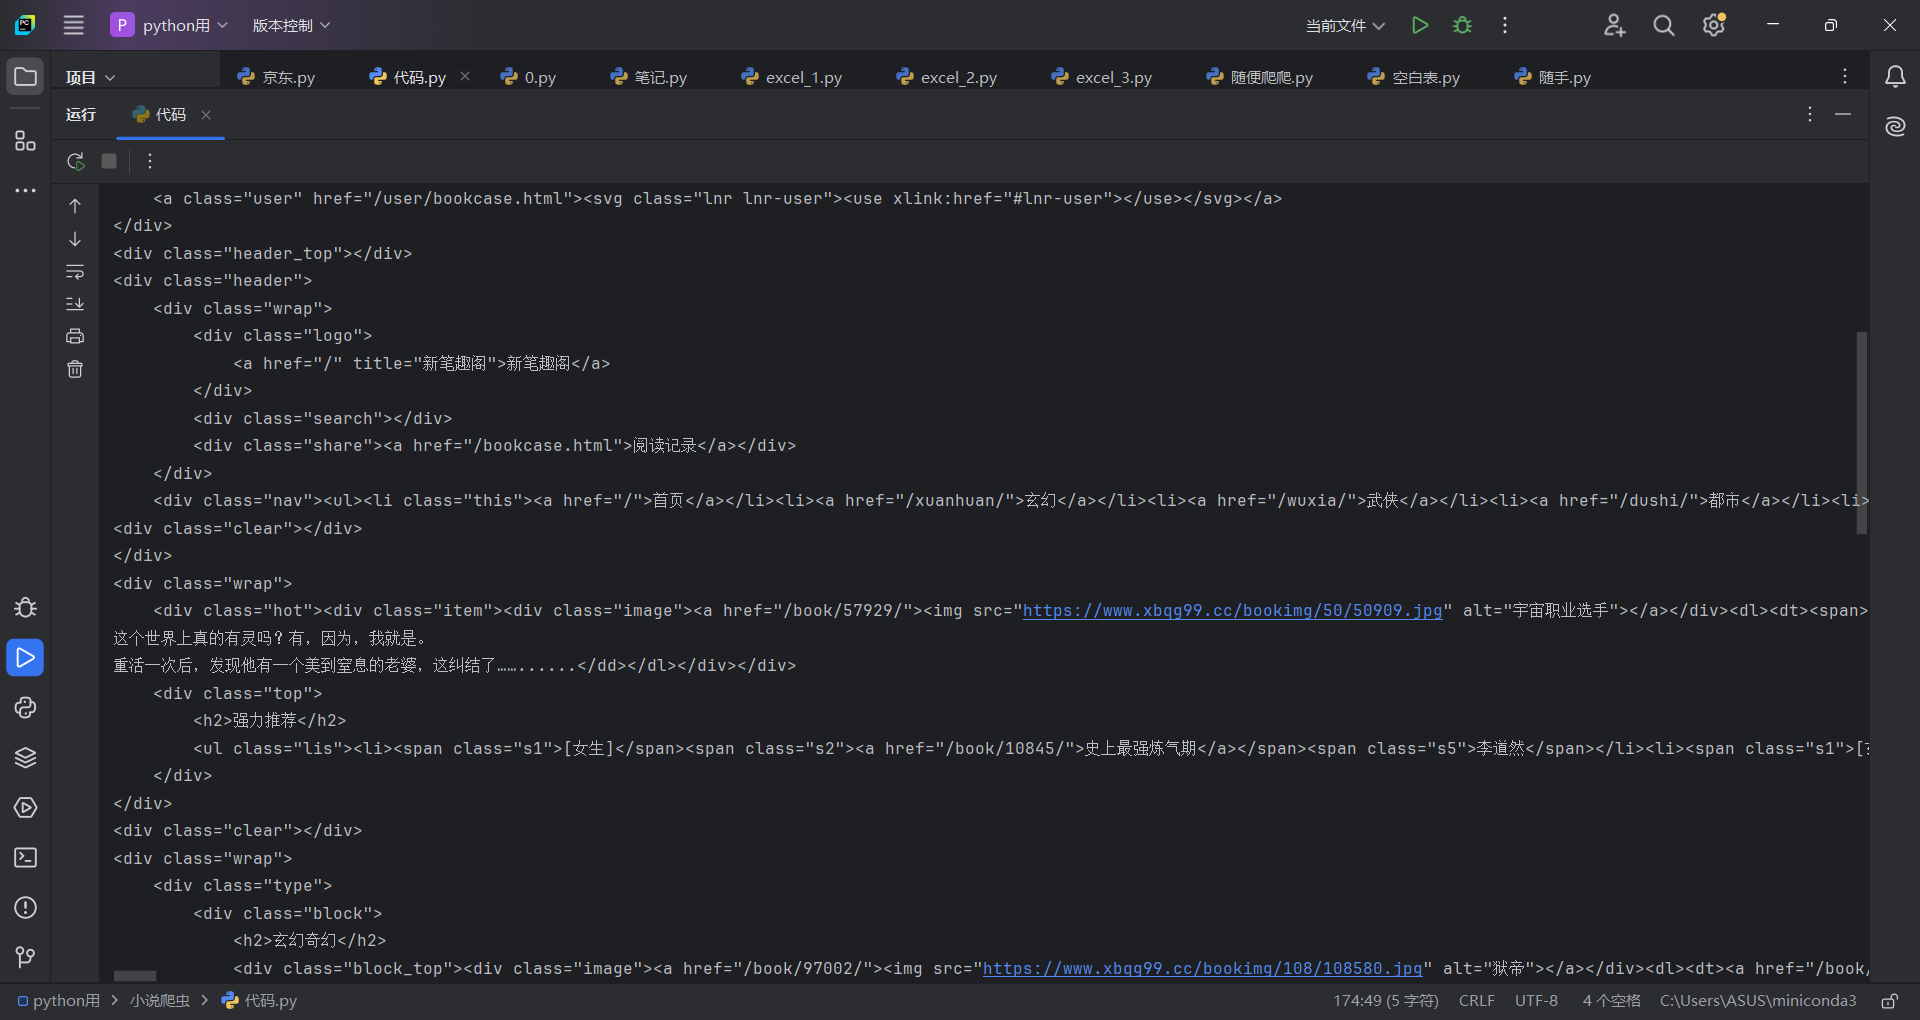 P python用 版本控制 当前文件
项目 京东.py 代码.py 0.py 笔记.py excel_1.py excel_2.py excel_3.py 随便爬爬.py 空白表.py 随手.py
运行 代码
<a class="user" href="/user/bookcase.html"><svg class="lnr lnr-user"><use xlink:href="#lnr-user"></use></svg></a>
</div>
<div class="header_top"></div>
<div class="header">
<div class="wrap">
<div class="logo">
<a href="/" title="新笔趣阁">新笔趣阁</a>
</div>
<div class="search"></div>
<div class="share"><a href="/bookcase.html">阅读记录</a></div>
</div>
<div class="nav"><ul><li class="this"><a href="/">首页</a></li><li><a href="/xuanhuan/">玄幻</a></li><li><a href="/wuxia/">武侠</a></li><li><a href="/dushi/">都市</a></li><li>
<div class="clear"></div>
</div>
<div class="wrap">
<div class="hot"><div class="item"><div class="image"><a href="/book/57929/"><img src="https://www.xbqg99.cc/bookimg/50/50909.jpg" alt="宇宙职业选手"></a></div><dl><dt><span>
这个世界上真的有灵吗？有，因为，我就是。
重活一次后，发现他有一个美到窒息的老婆，这纠结了……......</dd></dl></div></div>
<div class="top">
<h2>强力推荐</h2>
<ul class="lis"><li><span class="s1">[女生]</span><span class="s2"><a href="/book/10845/">史上最强炼气期</a></span><span class="s5">李道然</span></li><li><span class="s1">[
</div>
</div>
<div class="clear"></div>
<div class="wrap">
<div class="type">
<div class="block">
<h2>玄幻奇幻</h2>
<div class="block_top"><div class="image"><a href="/book/97002/"><img src="https://www.xbqg99.cc/bookimg/108/108580.jpg" alt="狱帝"></a></div><dl><dt><a href="/book/
python用 > 小说爬虫 > 代码.py 174:49 (5 字符) CRLF UTF-8 4 个空格 C:\Users\ASUS\miniconda3